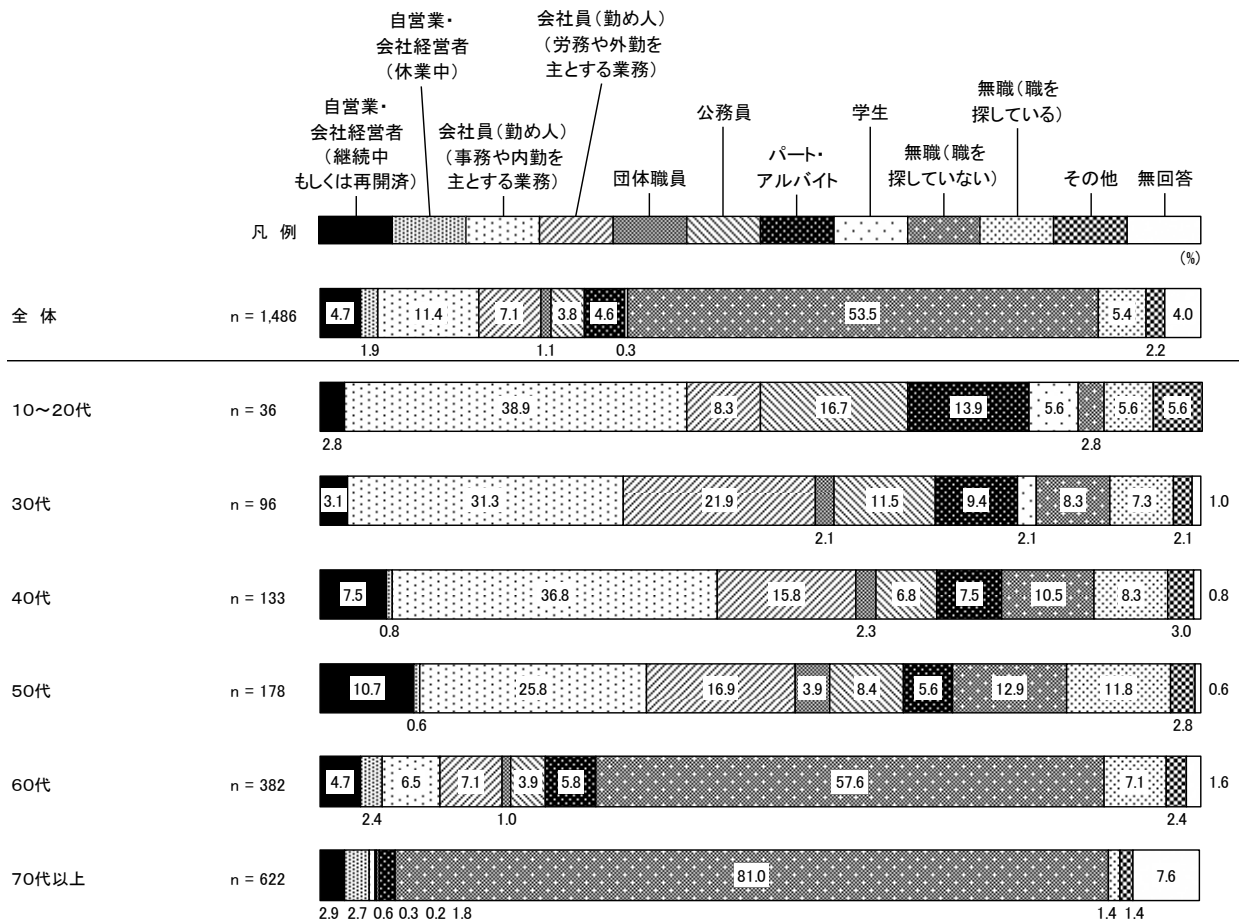 自営業・
会社経営者
(休業中)
会社員(勤め人)
(労務や外勤を
主とする業務)
自営業・
会社経営者
(継続中
もしくは再開済)
会社員(勤め人)
(事務や内勤を
主とする業務)
団体職員
公務員
パート・
アルバイト
学生
無職(職を
探していない)
無職(職を
探している)
その他
無回答
凡 例
(%)
全 体 n = 1,486 4.7 11.4 7.1 3.8 4.6 53.5 5.4 4.0
1.9 1.1 0.3 2.2
10~20代 n = 36 38.9 8.3 16.7 13.9 5.6 5.6 5.6
2.8 2.8
30代 n = 96 3.1 31.3 21.9 11.5 9.4 8.3 7.3 1.0
2.1 2.1 2.1
40代 n = 133 7.5 36.8 15.8 6.8 7.5 10.5 8.3 0.8
0.8 2.3 3.0
50代 n = 178 10.7 25.8 16.9 3.9 8.4 5.6 12.9 11.8 0.6
0.6 2.8
60代 n = 382 4.7 6.5 7.1 3.9 5.8 57.6 7.1 1.6
2.4 1.0 2.4
70代以上 n = 622 81.0 7.6
2.9 2.7 0.6 0.3 0.2 1.8 1.4 1.4